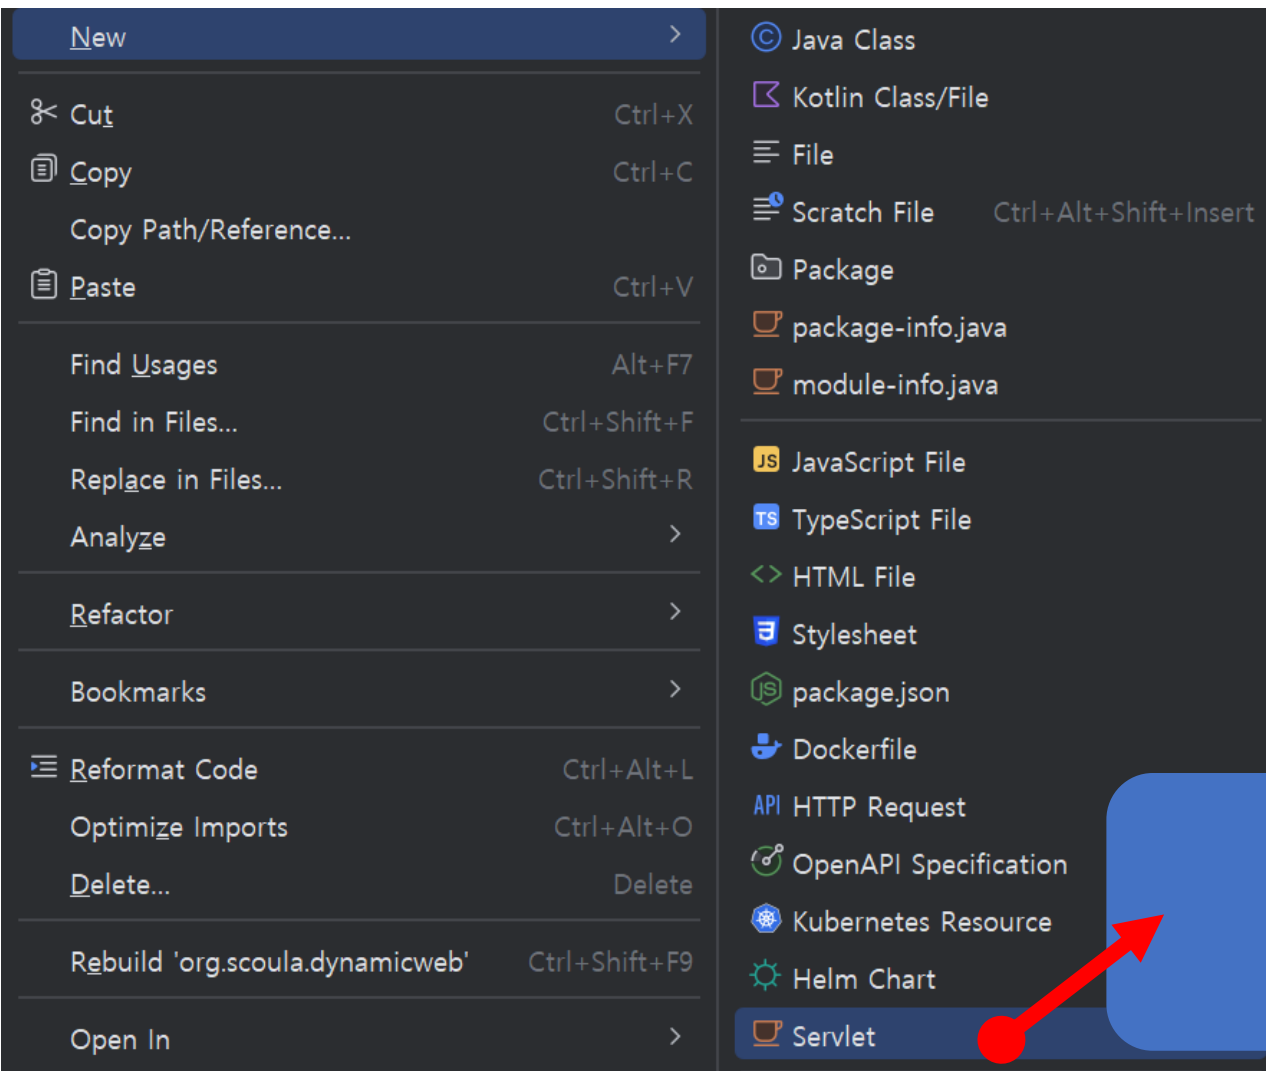 New
Cut Ctrl+X
Copy Ctrl+C
Copy Path/Reference...
Paste Ctrl+V
Find Usages Alt+F7
Find in Files... Ctrl+Shift+F
Replace in Files... Ctrl+Shift+R
Analyze
Refactor
Bookmarks
Reformat Code Ctrl+Alt+L
Optimize Imports Ctrl+Alt+O
Delete... Delete
Rebuild 'org.scoula.dynamicweb' Ctrl+Shift+F9
Open In
Java Class
Kotlin Class/File
File
Scratch File Ctrl+Alt+Shift+Insert
Package
package-info.java
module-info.java
JS JavaScript File
TS TypeScript File
HTML File
Stylesheet
JS package.json
Dockerfile
API HTTP Request
OpenAPI Specification
Kubernetes Resource
Helm Chart
Servlet